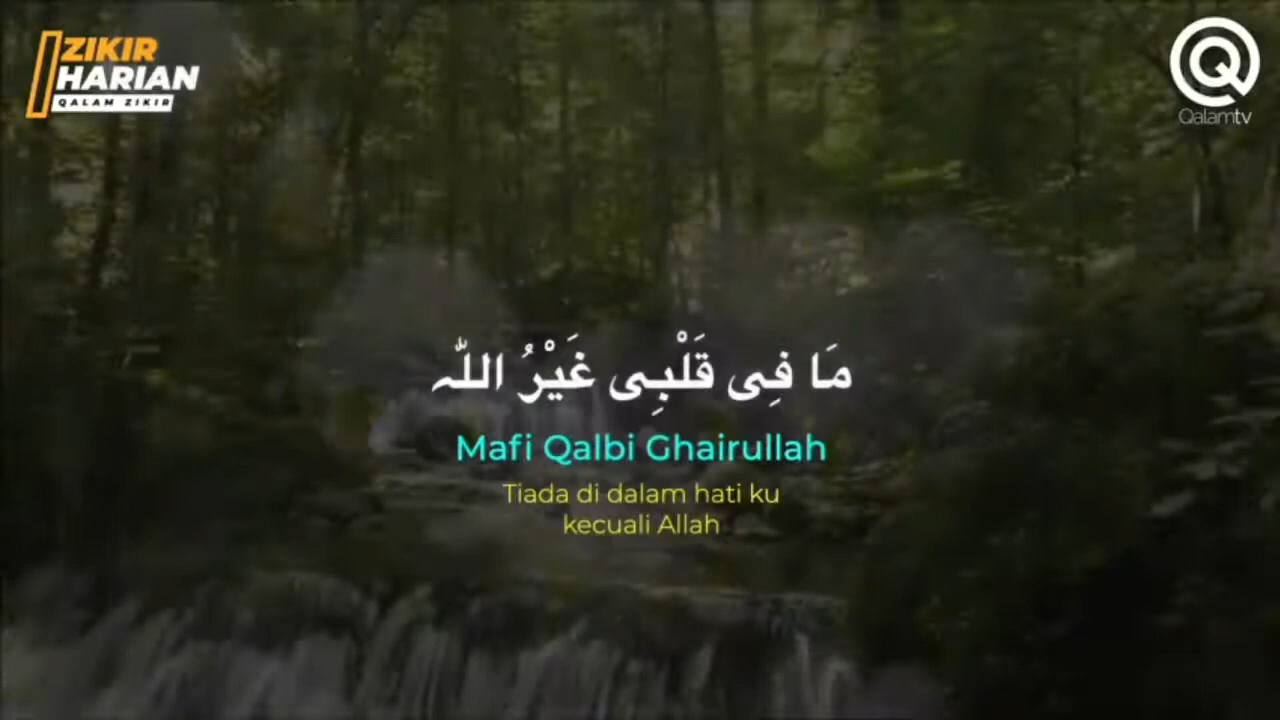 ZIKIR
HARIAN
QALAM ZIKIR
Qalamtv
مَا فِى قَلْبِى غَيْرُ اللّٰه
Mafi Qalbi Ghairullah
Tiada di dalam hati ku
kecuali Allah